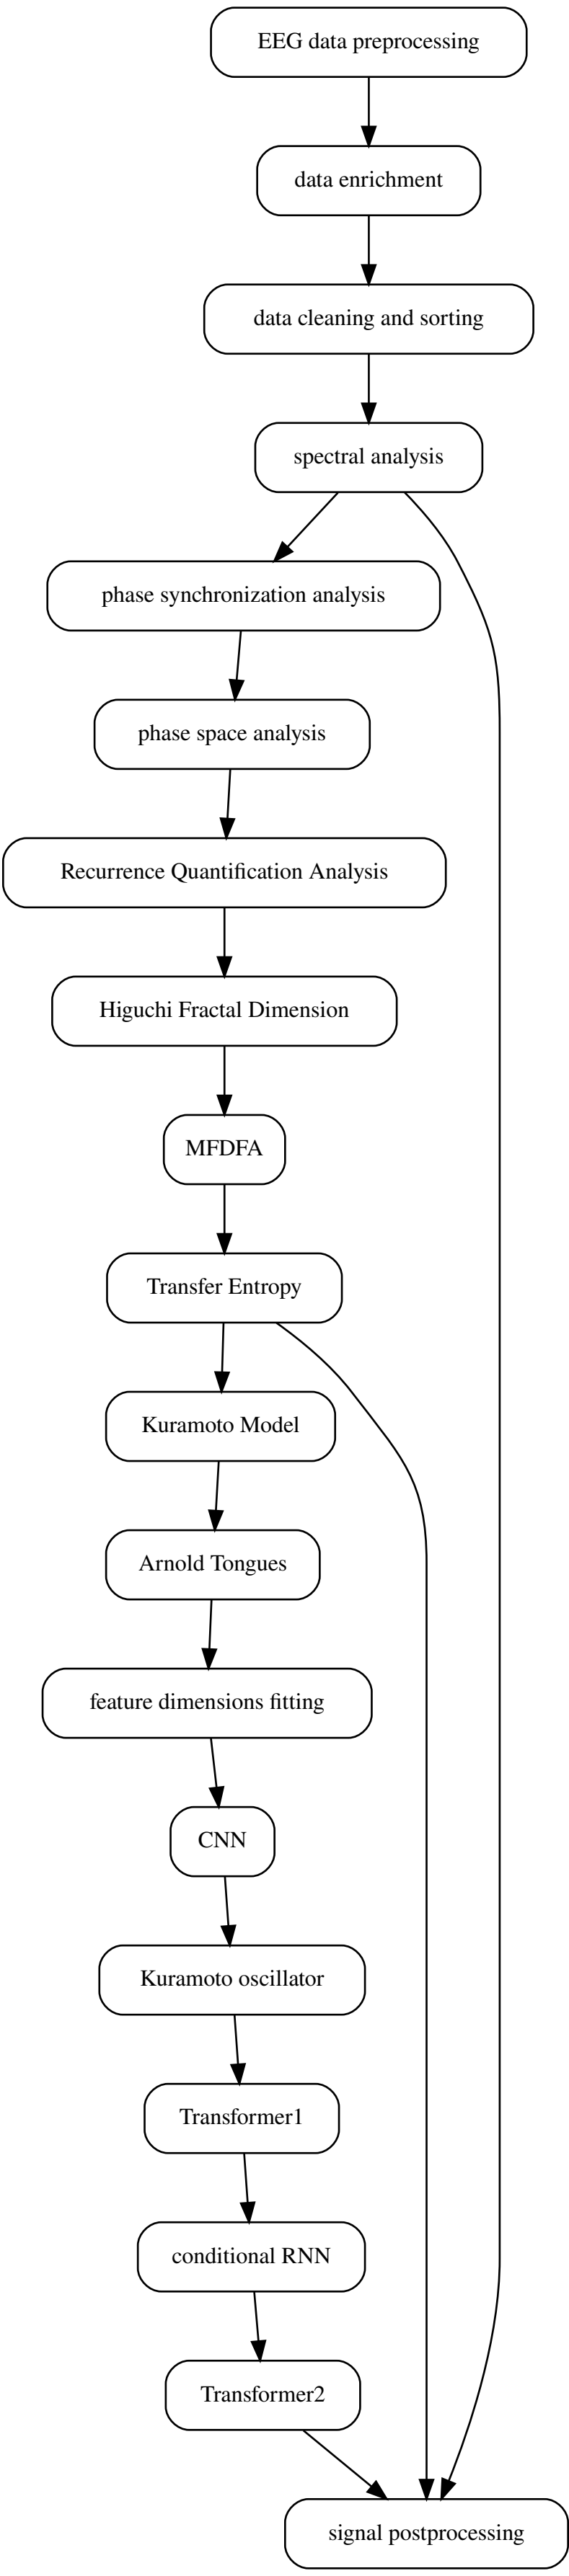 EEG data preprocessing
data enrichment
data cleaning and sorting
spectral analysis
phase synchronization analysis
phase space analysis
Recurrence Quantification Analysis
Higuchi Fractal Dimension
MFDFA
Transfer Entropy
Kuramoto Model
Arnold Tongues
feature dimensions fitting
CNN
Kuramoto oscillator
Transformer1
conditional RNN
Transformer2
signal postprocessing